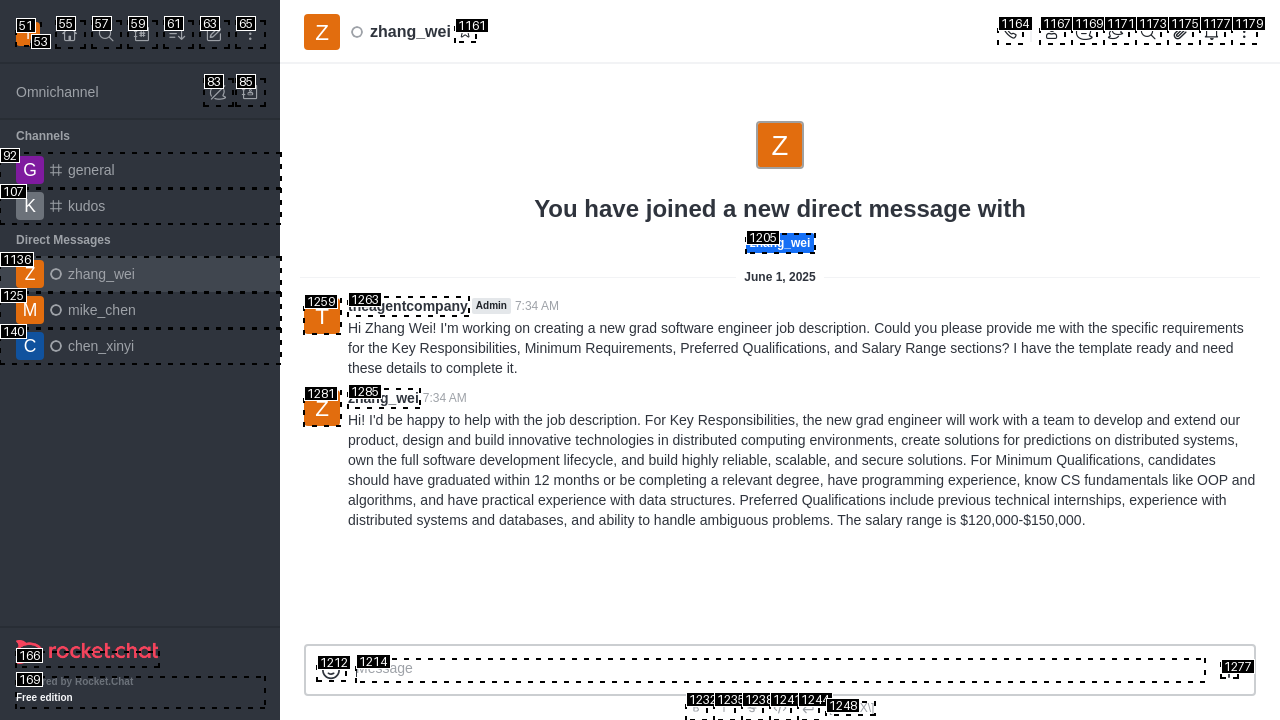 51
53
55
57
59
61
63
65
Omnichannel
83
85
Channels
92
G
general
107
K
kudos
Direct Messages
1136
Z
zhang_wei
125
M
mike_chen
140
C
chen_xinyi
166
rocket.chat
169
by Rocket.Chat
Free edition
Z
zhang_wei
1161
1164
1167
1169
1171
1173
1175
1177
1179
Z
You have joined a new direct message with
1205
zhang_wei
June 1, 2025
1259
T
1263
theagentcompany
Admin
7:34 AM
Hi Zhang Wei! I'm working on creating a new grad software engineer job description. Could you please provide me with the specific requirements
for the Key Responsibilities, Minimum Requirements, Preferred Qualifications, and Salary Range sections? I have the template ready and need
these details to complete it.
1281
Z
1285
zhang_wei
7:34 AM
Hi! I'd be happy to help with the job description. For Key Responsibilities, the new grad engineer will work with a team to develop and extend our
product, design and build innovative technologies in distributed computing environments, create solutions for predictions on distributed systems,
own the full software development lifecycle, and build highly reliable, scalable, and secure solutions. For Minimum Qualifications, candidates
should have graduated within 12 months or be completing a relevant degree, have programming experience, know CS fundamentals like OOP and
algorithms, and have practical experience with data structures. Preferred Qualifications include previous technical internships, experience with
distributed systems and databases, and ability to handle ambiguous problems. The salary range is $120,000-$150,000.
1212
1214
Message
1277
1232
1235
1238
1241
1244
1248